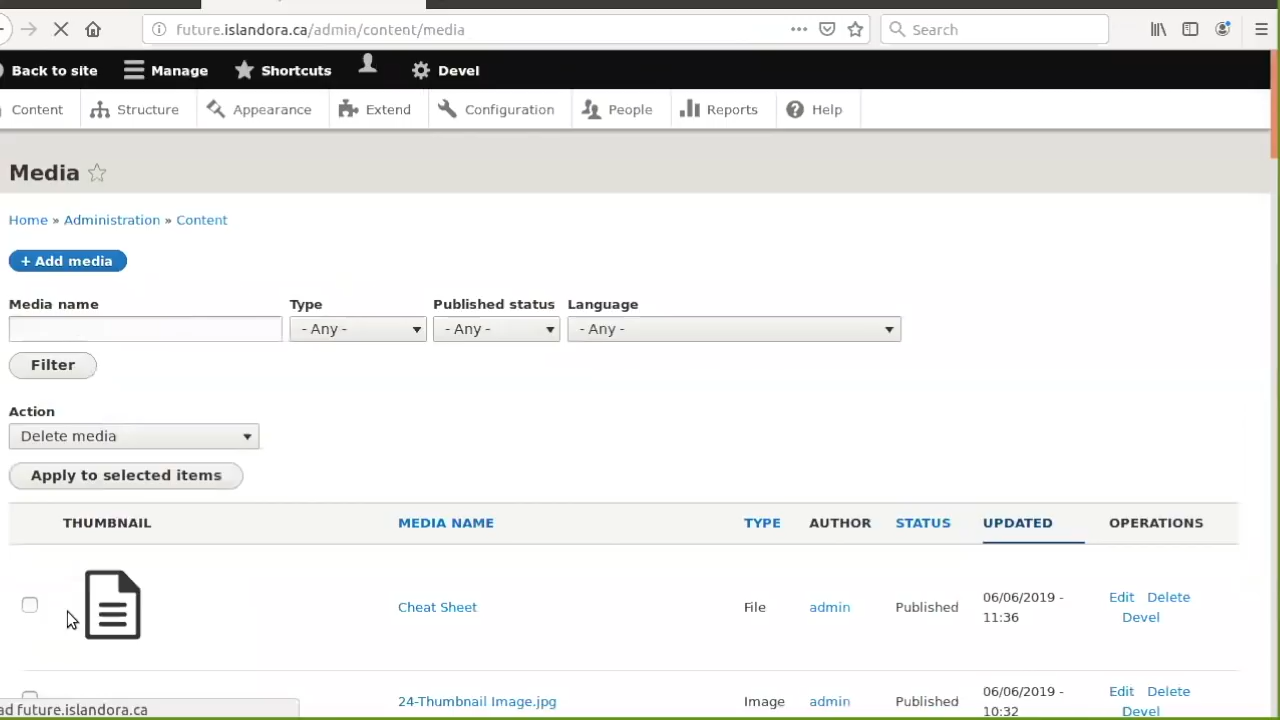 future.islandora.ca/admin/content/media
Search
Back to site Manage Shortcuts Devel
Content Structure Appearance Extend Configuration People Reports Help
Media
Home » Administration » Content
+ Add media
Media name Type Published status Language
- Any - - Any - - Any -
Filter
Action
Delete media
Apply to selected items
THUMBNAIL MEDIA NAME TYPE AUTHOR STATUS UPDATED OPERATIONS
Cheat Sheet File admin Published 06/06/2019 - 11:36 Edit Delete Devel
24-Thumbnail Image.jpg Image admin Published 06/06/2019 - 10:32 Edit Delete Devel
ad future.islandora.ca